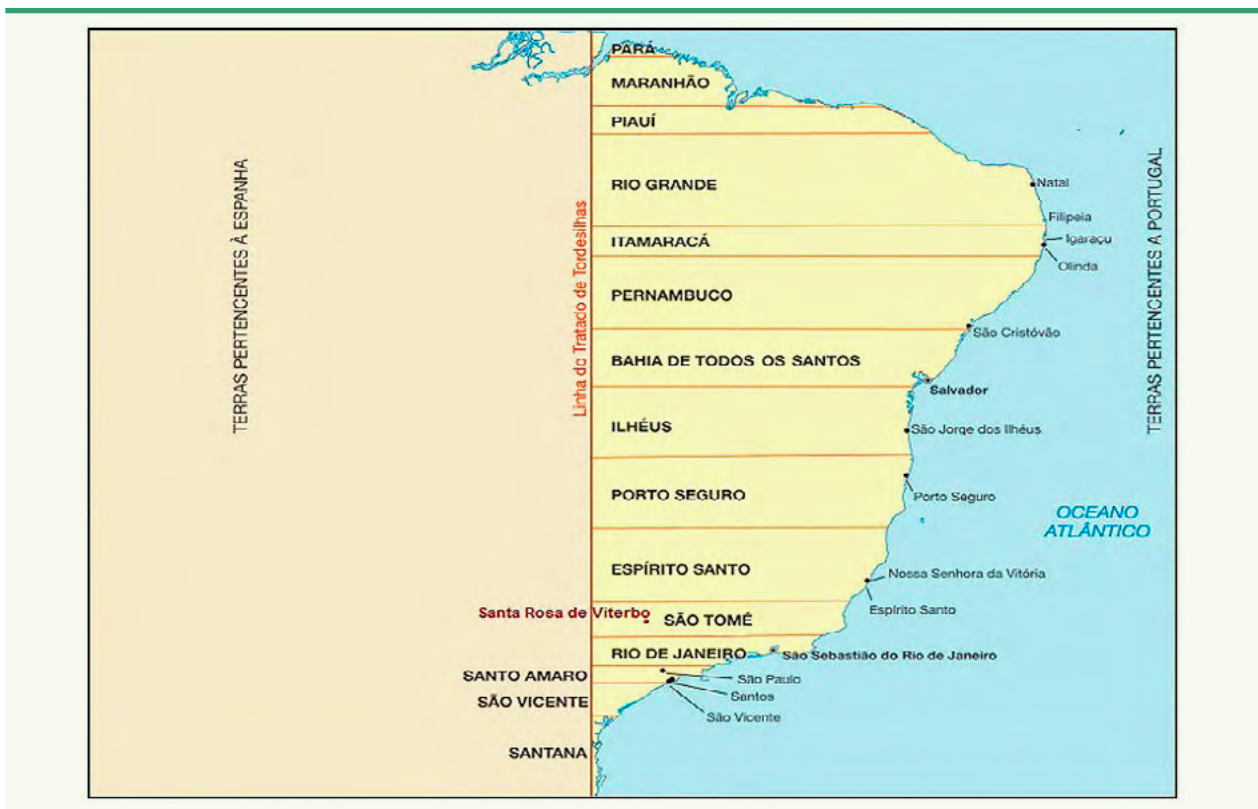 PARÁ
MARANHÃO
PIAUÍ
RIO GRANDE
ITAMARACÁ
PERNAMBUCO
BAHIA DE TODOS OS SANTOS
ILHÉUS
PORTO SEGURO
ESPÍRITO SANTO
Santa Rosa de Viterbo
SÃO TOMÉ
RIO DE JANEIRO
SANTO AMARO
SÃO VICENTE
SANTANA
TERRAS PERTENCENTES À ESPANHA
Linha do Tratado de Tordesilhas
Natal
Filipeia
Igaraçu
Olinda
São Cristóvão
Salvador
São Jorge dos Ilhéus
Porto Seguro
Nossa Senhora da Vitória
Espírito Santo
São Sebastião do Rio de Janeiro
São Paulo
Santos
São Vicente
OCEANO
ATLÂNTICO
TERRAS PERTENCENTES A PORTUGAL